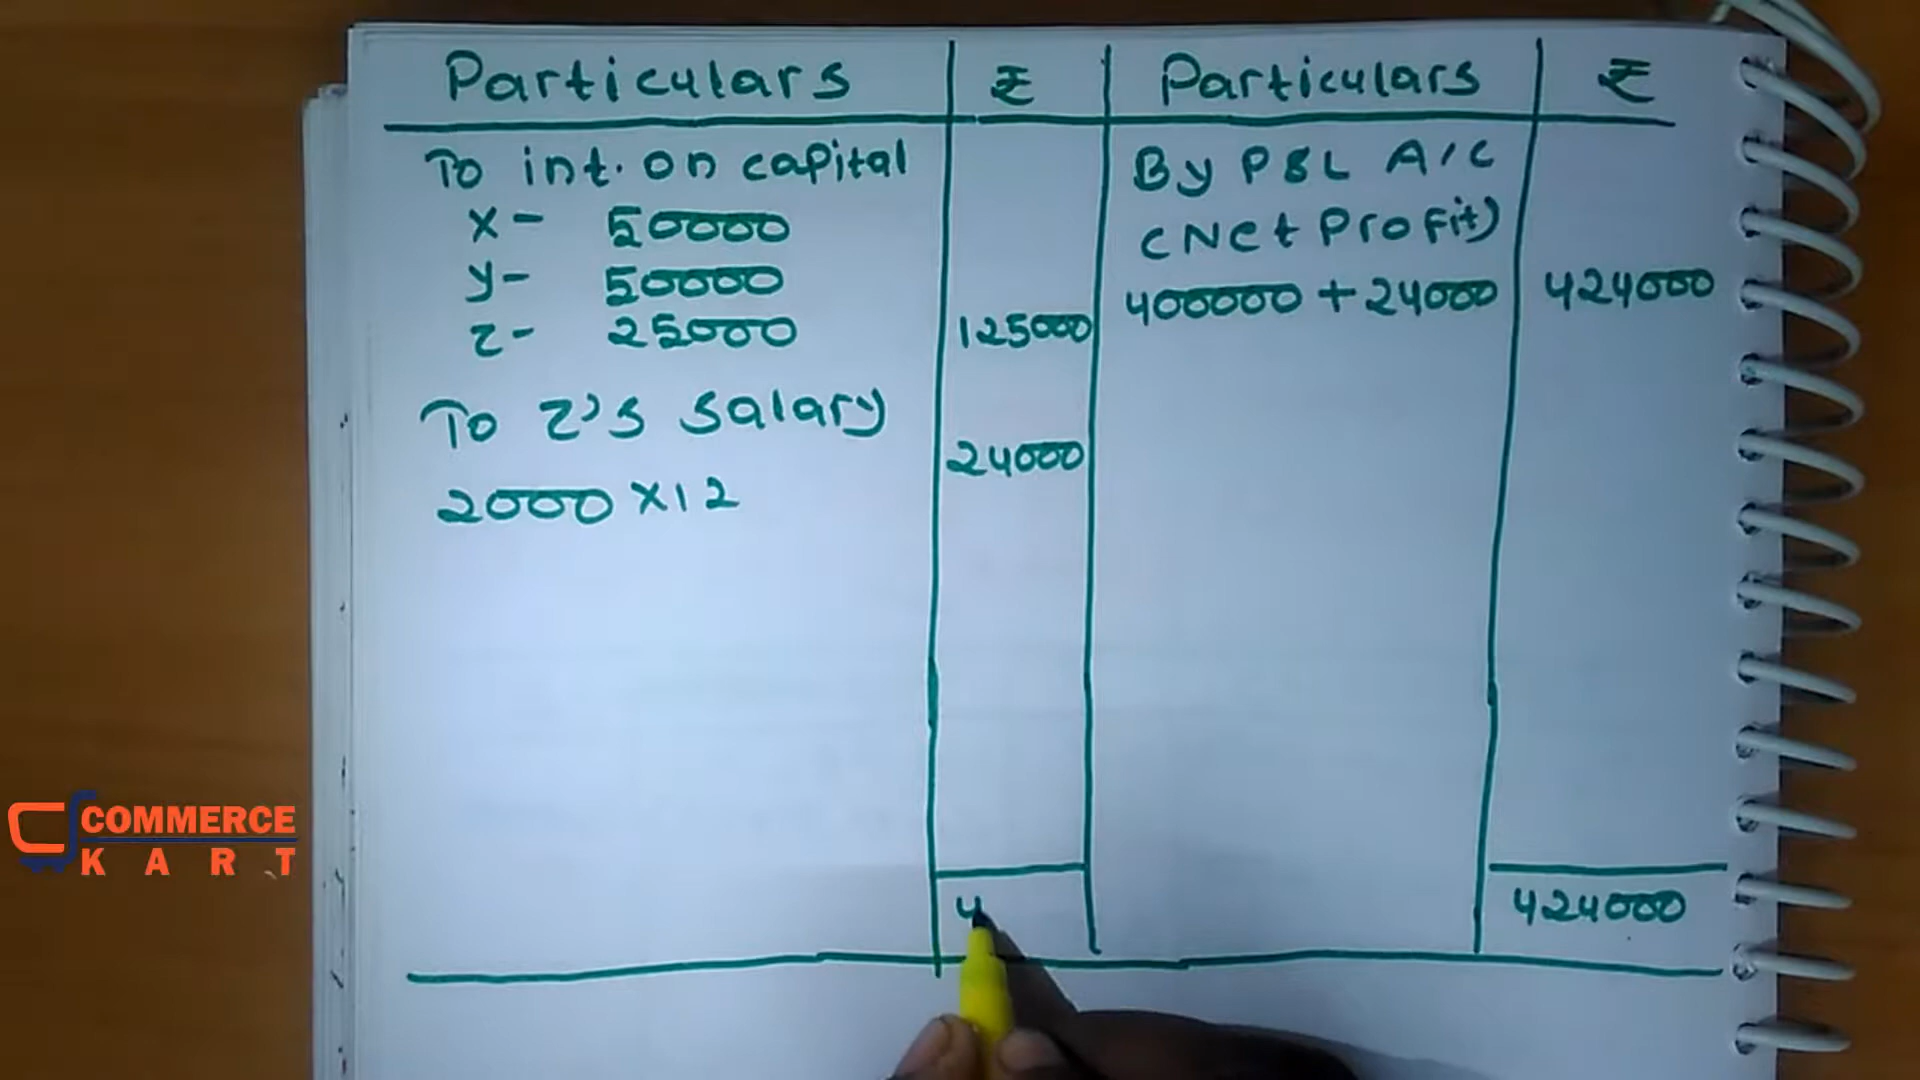 Particulars ₹ Particulars ₹
To int. on capital
X - 50000
Y - 50000
Z - 25000
125000
To Z's salary
24000
2000 X 12
By P&L A/C
(Net Profit)
400000 + 24000 424000
4
424000
COMMERCE
KART